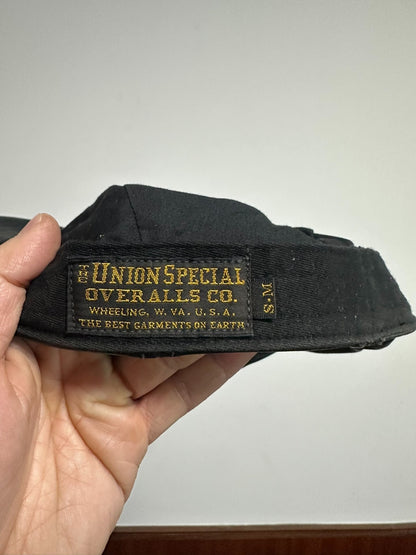 THE UNION SPECIAL
OVERALLS CO.
WHEELING, W. VA. U.S.A.
THE BEST GARMENTS ON EARTH
S-M